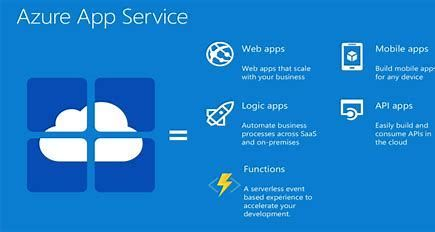 Azure App Service
=
Web apps
Web apps that scale
with your business
Mobile apps
Build mobile apps
for any device
Logic apps
Automate business
processes across SaaS
and on-premises
API apps
Easily build and
consume APIs in
the cloud
Functions
A serverless event
based experience to
accelerate your
development.